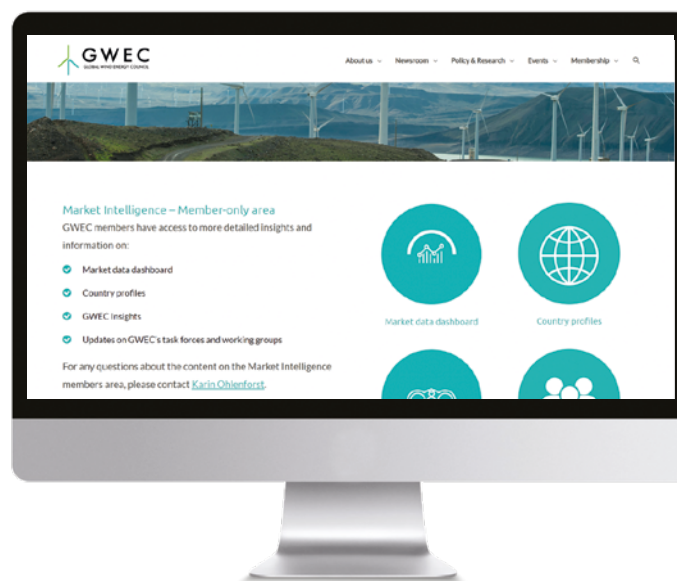 GWEC
GLOBAL WIND ENERGY COUNCIL
About us Newsroom Policy & Research Events Membership
Market Intelligence – Member-only area
GWEC members have access to more detailed insights and
information on:
Market data dashboard
Country profiles
GWEC Insights
Updates on GWEC's task forces and working groups
For any questions about the content on the Market Intelligence
members area, please contact Karin Ohlenforst.
Market data dashboard
Country profiles